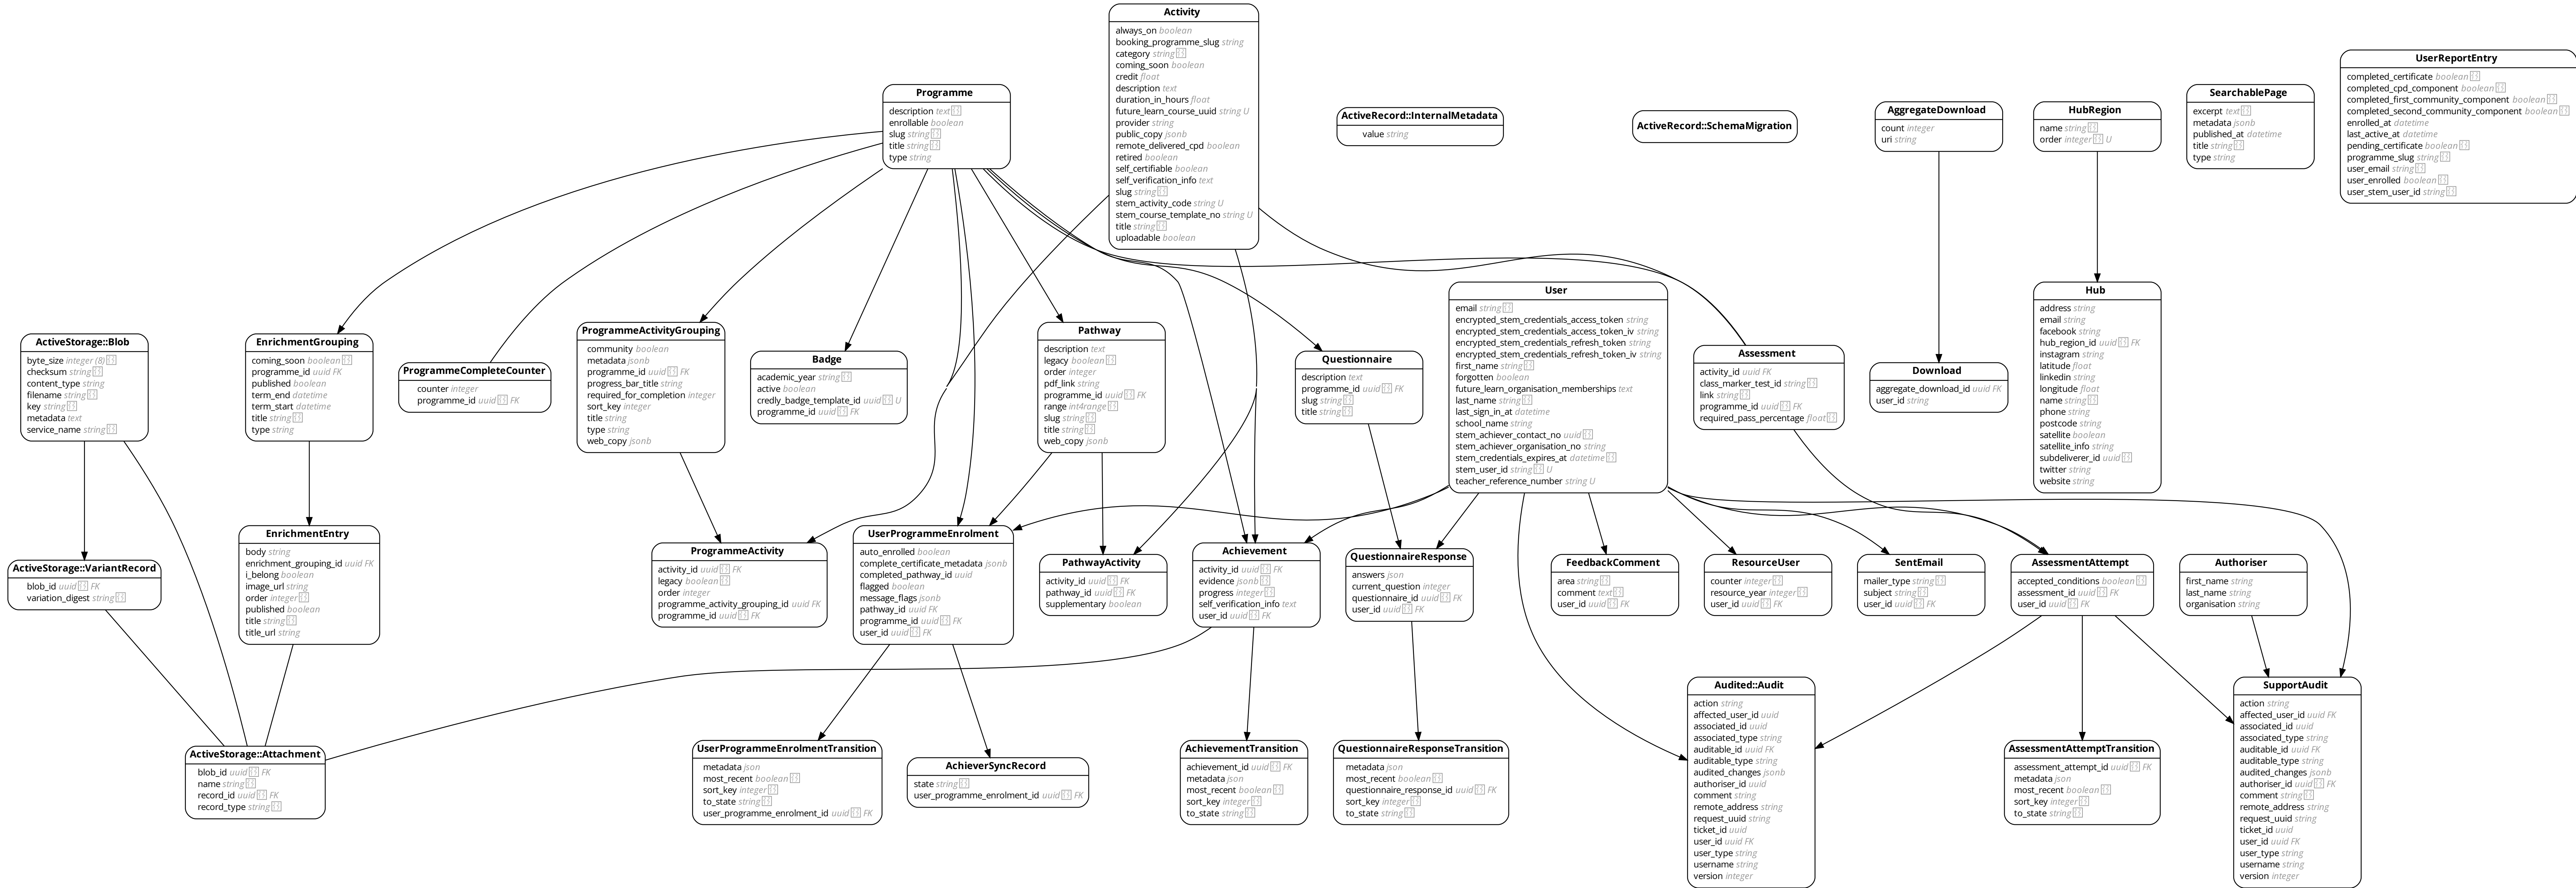 Activity
always_on boolean
booking_programme_slug string
category string
coming_soon boolean
credit float
description text
duration_in_hours float
future_learn_course_uuid string U
provider string
public_copy jsonb
remote_delivered_cpd boolean
retired boolean
self_certifiable boolean
self_verification_info text
slug string
stem_activity_code string U
stem_course_template_no string U
title string
uploadable boolean
Programme
description text
enrollable boolean
slug string
title string
type string
ActiveRecord::InternalMetadata
value string
ActiveRecord::SchemaMigration
AggregateDownload
count integer
uri string
HubRegion
name string
order integer U
SearchablePage
excerpt text
metadata jsonb
published_at datetime
title string
type string
UserReportEntry
completed_certificate boolean
completed_cpd_component boolean
completed_first_community_component boolean
completed_second_community_component boolean
enrolled_at datetime
last_active_at datetime
pending_certificate boolean
programme_slug string
user_email string
user_enrolled boolean
user_stem_user_id string
ActiveStorage::Blob
byte_size integer (8)
checksum string
content_type string
filename string
key string
metadata text
service_name string
EnrichmentGrouping
coming_soon boolean
programme_id uuid FK
published boolean
term_end datetime
term_start datetime
title string
type string
ProgrammeCompleteCounter
counter integer
programme_id uuid FK
ProgrammeActivityGrouping
community boolean
metadata jsonb
programme_id uuid FK
progress_bar_title string
required_for_completion integer
sort_key integer
title string
type string
web_copy jsonb
Badge
academic_year string
active boolean
credly_badge_template_id uuid U
programme_id uuid FK
Pathway
description text
legacy boolean
order integer
pdf_link string
programme_id uuid FK
range int4range
slug string
title string
web_copy jsonb
Questionnaire
description text
programme_id uuid FK
slug string
title string
User
email string
encrypted_stem_credentials_access_token string
encrypted_stem_credentials_access_token_iv string
encrypted_stem_credentials_refresh_token string
encrypted_stem_credentials_refresh_token_iv string
first_name string
forgotten boolean
future_learn_organisation_memberships text
last_name string
last_sign_in_at datetime
school_name string
stem_achiever_contact_no uuid
stem_achiever_organisation_no string
stem_credentials_expires_at datetime
stem_user_id string U
teacher_reference_number string U
Assessment
activity_id uuid FK
class_marker_test_id string
link string
programme_id uuid FK
required_pass_percentage float
Download
aggregate_download_id uuid FK
user_id string
Hub
address string
email string
facebook string
hub_region_id uuid FK
instagram string
latitude float
linkedin string
longitude float
name string
phone string
postcode string
satellite boolean
satellite_info string
subdeliverer_id uuid
twitter string
website string
ActiveStorage::VariantRecord
blob_id uuid FK
variation_digest string
EnrichmentEntry
body string
enrichment_grouping_id uuid FK
i_belong boolean
image_url string
order integer
published boolean
title string
title_url string
ProgrammeActivity
activity_id uuid FK
legacy boolean
order integer
programme_activity_grouping_id uuid FK
programme_id uuid FK
UserProgrammeEnrolment
auto_enrolled boolean
complete_certificate_metadata jsonb
completed_pathway_id uuid
flagged boolean
message_flags jsonb
pathway_id uuid FK
programme_id uuid FK
user_id uuid FK
PathwayActivity
activity_id uuid FK
pathway_id uuid FK
supplementary boolean
Achievement
activity_id uuid FK
evidence jsonb
progress integer
self_verification_info text
user_id uuid FK
QuestionnaireResponse
answers json
current_question integer
questionnaire_id uuid FK
user_id uuid FK
FeedbackComment
area string
comment text
user_id uuid FK
ResourceUser
counter integer
resource_year integer
user_id uuid FK
SentEmail
mailer_type string
subject string
user_id uuid FK
AssessmentAttempt
accepted_conditions boolean
assessment_id uuid FK
user_id uuid FK
Authoriser
first_name string
last_name string
organisation string
ActiveStorage::Attachment
blob_id uuid FK
name string
record_id uuid FK
record_type string
UserProgrammeEnrolmentTransition
metadata json
most_recent boolean
sort_key integer
to_state string
user_programme_enrolment_id uuid FK
AchieverSyncRecord
state string
user_programme_enrolment_id uuid FK
AchievementTransition
achievement_id uuid FK
metadata json
most_recent boolean
sort_key integer
to_state string
QuestionnaireResponseTransition
metadata json
most_recent boolean
questionnaire_response_id uuid FK
sort_key integer
to_state string
Audited::Audit
action string
affected_user_id uuid
associated_id uuid
associated_type string
auditable_id uuid FK
auditable_type string
audited_changes jsonb
authoriser_id uuid
comment string
remote_address string
request_uuid string
ticket_id uuid
user_id uuid FK
user_type string
username string
version integer
AssessmentAttemptTransition
assessment_attempt_id uuid FK
metadata json
most_recent boolean
sort_key integer
to_state string
SupportAudit
action string
affected_user_id uuid FK
associated_id uuid
associated_type string
auditable_id uuid FK
auditable_type string
audited_changes jsonb
authoriser_id uuid FK
comment string
remote_address string
request_uuid string
ticket_id uuid
user_id uuid FK
user_type string
username string
version integer